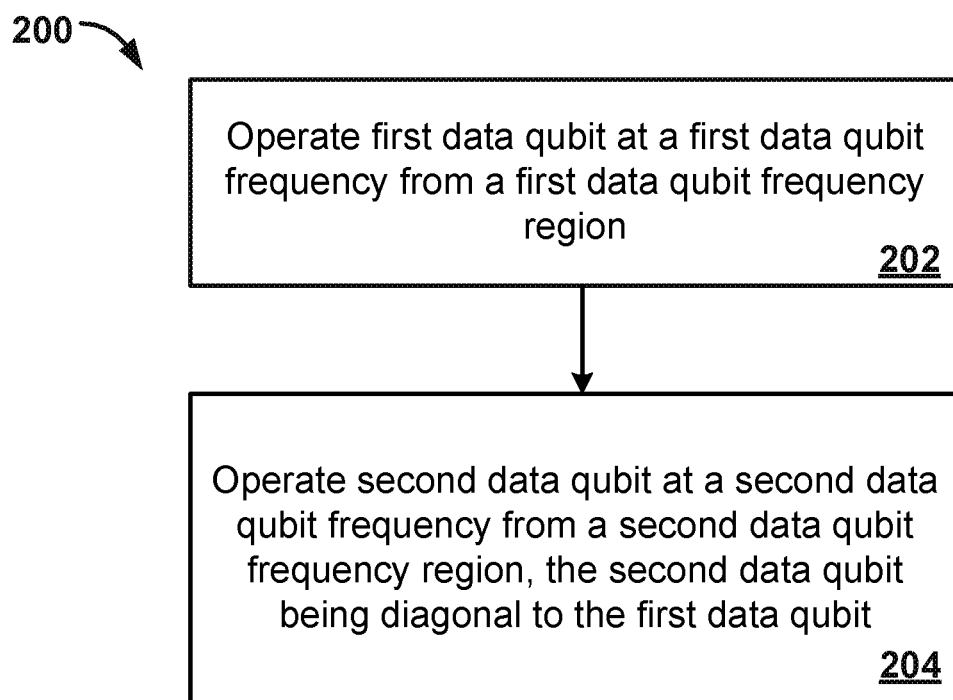 200
Operate first data qubit at a first data qubit
frequency from a first data qubit frequency
region
202
Operate second data qubit at a second data
qubit frequency from a second data qubit
frequency region, the second data qubit
being diagonal to the first data qubit
204